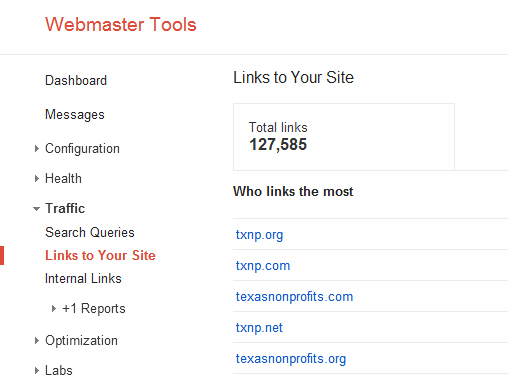 Webmaster Tools
Dashboard
Messages
Configuration
Health
Traffic
Search Queries
Links to Your Site
Internal Links
+1 Reports
Optimization
Labs
Links to Your Site
Total links
127,585
Who links the most
txnp.org
txnp.com
texasnonprofits.com
txnp.net
texasnonprofits.org